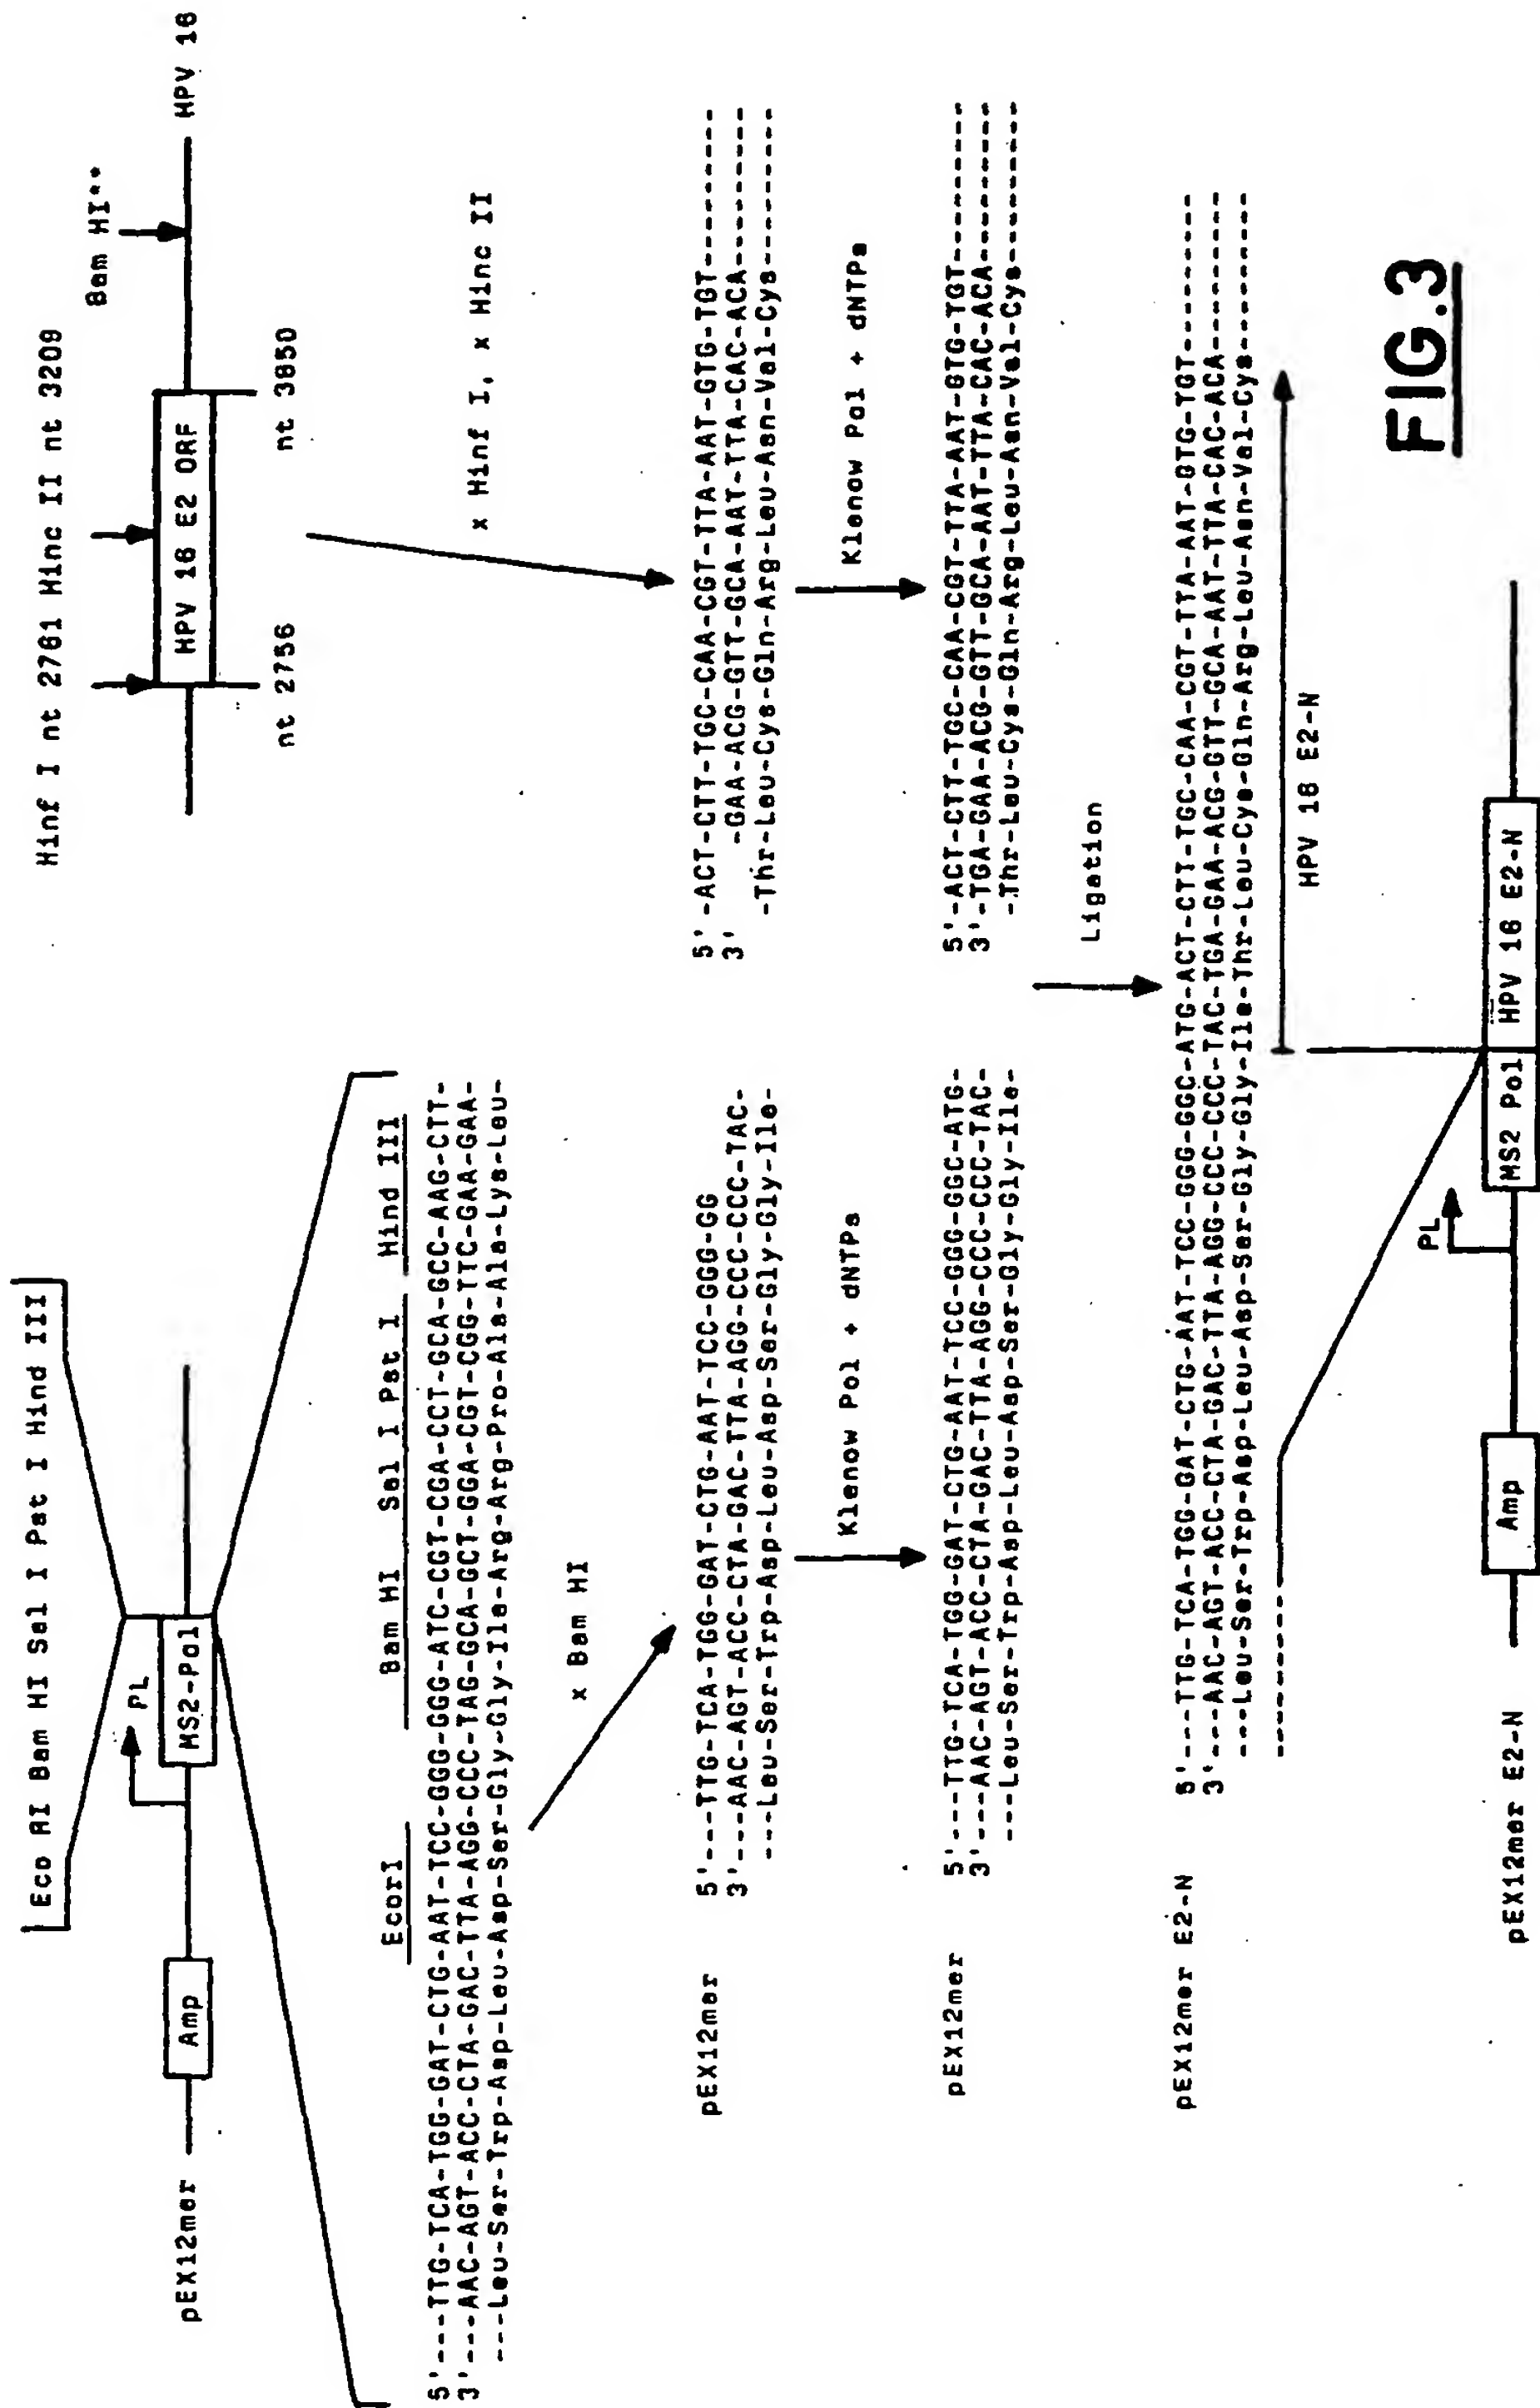 Eco RI Bam HI Sal I Pst I Hind III
pEX12mer
Amp
PL
MS2-Pol
Hinf I nt 2761 Hinc II nt 3209
Bam HI**
HPV 16 E2 ORF
HPV 16
nt 2756
nt 3850
EcorI
Bam HI
Sal I
Pst I
Hind III
5'---TTG-TCA-TGG-GAT-CTG-AAT-TCC-GGG-GGG-ATC-CGT-CGA-CCT-GCA-GCC-AAG-CTT-
3'---AAC-AGT-ACC-CTA-GAC-TTA-AGG-CCC-TAG-GCA-GCT-GGA-CGT-CGG-TTC-GAA-GAA-
---Leu-Ser-Trp-Asp-Leu-Asp-Ser-Gly-Gly-Ile-Arg-Arg-Pro-Ala-Ala-Lys-Leu-
x Bam HI
x Hinf I, x Hinc II
pEX12mer
5'---TTG-TCA-TGG-GAT-CTG-AAT-TCC-GGG-GG
3'---AAC-AGT-ACC-CTA-GAC-TTA-AGG-CCC-CCC-TAC-
---Leu-Ser-Trp-Asp-Leu-Asp-Ser-Gly-Gly-Ile-
5'-ACT-CTT-TGC-CAA-CGT-TTA-AAT-GTG-TGT---------
3' -GAA-ACG-GTT-GCA-AAT-TTA-CAC-ACA---------
-Thr-Leu-Cys-Gln-Arg-Leu-Asn-Val-Cys--------
Klenow Pol + dNTPs
Klenow Pol + dNTPs
pEX12mer
5'---TTG-TCA-TGG-GAT-CTG-AAT-TCC-GGG-GGC-ATG-
3'---AAC-AGT-ACC-CTA-GAC-TTA-AGG-CCC-CCC-TAC-
---Leu-Ser-Trp-Asp-Leu-Asp-Ser-Gly-Gly-Ile-
5'-ACT-CTT-TGC-CAA-CGT-TTA-AAT-GTG-TGT---------
3'-TGA-GAA-ACG-GTT-GCA-AAT-TTA-CAC-ACA---------
-Thr-Leu-Cys-Gln-Arg-Leu-Asn-Val-Cys--------
Ligation
pEX12mer E2-N
5'---TTG-TCA-TGG-GAT-CTG-AAT-TCC-GGG-GGC-ATG-ACT-CTT-TGC-CAA-CGT-TTA-AAT-GTG-TGT---------
3'---AAC-AGT-ACC-CTA-GAC-TTA-AGG-CCC-CCC-TAC-TGA-GAA-ACG-GTT-GCA-AAT-TTA-CAC-ACA---------
---Leu-Ser-Trp-Asp-Leu-Asp-Ser-Gly-Gly-Ile-Thr-Leu-Cys-Gln-Arg-Leu-Asn-Val-Cys--------
HPV 16 E2-N
pEX12mer E2-N
Amp
PL
MS2 Pol
HPV 16 E2-N
FIG.3